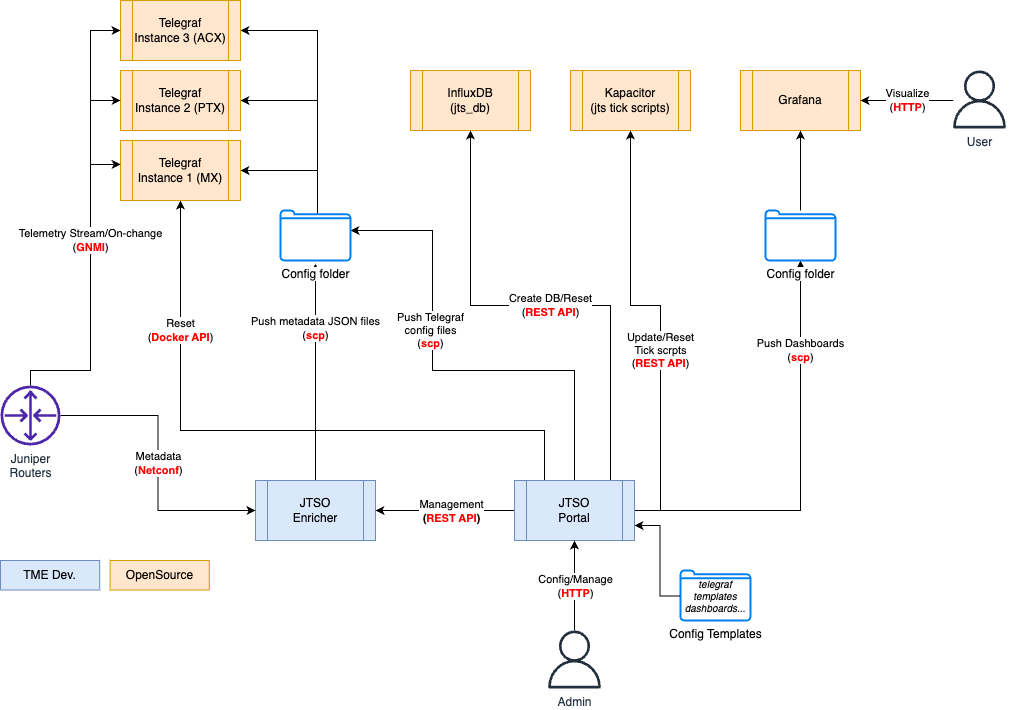 Telegraf
Instance 3 (ACX)
Telegraf
Instance 2 (PTX)
Telegraf
Instance 1 (MX)
InfluxDB
(jts_db)
Kapacitor
(jts tick scripts)
Grafana
Visualize
(HTTP)
User
Telemetry Stream/On-change
(GNMI)
Config folder
Config folder
Reset
(Docker API)
Push metadata JSON files
(scp)
Push Telegraf
config files
(scp)
Create DB/Reset
(REST API)
Update/Reset
Tick scrpts
(REST API)
Push Dashboards
(scp)
Juniper
Routers
Metadata
(Netconf)
JTSO
Enricher
Management
(REST API)
JTSO
Portal
TME Dev.
OpenSource
Config/Manage
(HTTP)
telegraf
templates
dashboards...
Config Templates
Admin